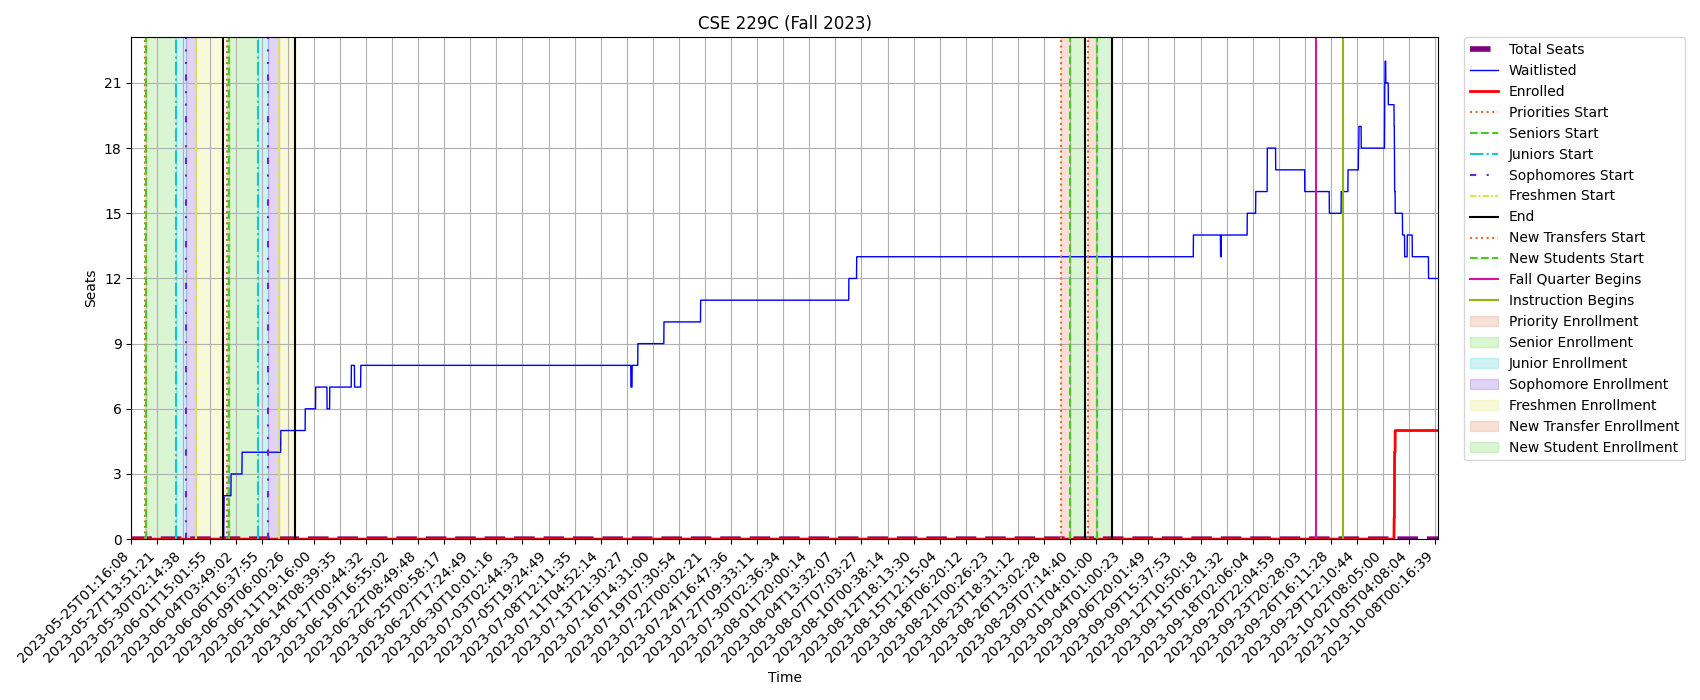 CSE 229C (Fall 2023)
Seats
21
18
15
12
9
6
3
0
2023-05-25T01:16:08
2023-05-27T13:51:21
2023-05-30T02:14:38
2023-06-01T15:01:55
2023-06-04T03:49:02
2023-06-06T16:37:55
2023-06-09T06:00:26
2023-06-11T19:16:00
2023-06-14T08:39:35
2023-06-17T00:44:32
2023-06-19T16:55:02
2023-06-22T08:49:48
2023-06-25T00:58:17
2023-06-27T17:24:49
2023-06-30T10:01:16
2023-07-03T02:44:33
2023-07-05T19:24:49
2023-07-08T12:11:35
2023-07-11T04:52:14
2023-07-13T21:30:27
2023-07-16T14:31:00
2023-07-19T07:30:54
2023-07-22T00:02:21
2023-07-24T16:47:36
2023-07-27T09:33:11
2023-07-30T02:36:34
2023-08-01T20:00:14
2023-08-04T13:32:07
2023-08-07T07:03:27
2023-08-10T00:38:14
2023-08-12T18:13:30
2023-08-15T12:15:04
2023-08-18T06:20:12
2023-08-21T00:26:23
2023-08-23T18:31:12
2023-08-26T13:02:28
2023-08-29T07:14:40
2023-09-01T04:01:00
2023-09-04T01:00:23
2023-09-06T20:01:49
2023-09-09T15:37:53
2023-09-12T10:50:18
2023-09-15T06:21:32
2023-09-18T02:06:04
2023-09-20T22:04:59
2023-09-23T20:28:03
2023-09-26T16:11:28
2023-09-29T12:10:44
2023-10-02T08:05:00
2023-10-05T04:08:04
2023-10-08T00:16:39
Time
Total Seats
Waitlisted
Enrolled
Priorities Start
Seniors Start
Juniors Start
Sophomores Start
Freshmen Start
End
New Transfers Start
New Students Start
Fall Quarter Begins
Instruction Begins
Priority Enrollment
Senior Enrollment
Junior Enrollment
Sophomore Enrollment
Freshmen Enrollment
New Transfer Enrollment
New Student Enrollment